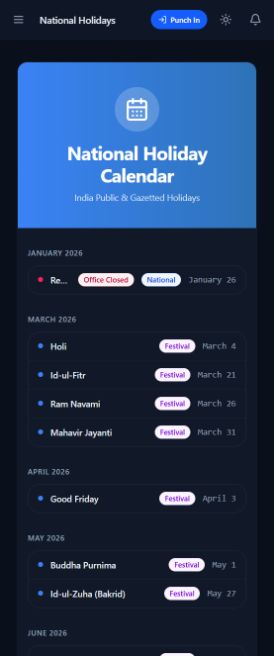 National Holidays
Punch In
National Holiday
Calendar
India Public & Gazetted Holidays
JANUARY 2026
Re... Office Closed National January 26
MARCH 2026
Holi Festival March 4
Id-ul-Fitr Festival March 21
Ram Navami Festival March 26
Mahavir Jayanti Festival March 31
APRIL 2026
Good Friday Festival April 3
MAY 2026
Buddha Purnima Festival May 1
Id-ul-Zuha (Bakrid) Festival May 27
JUNE 2026